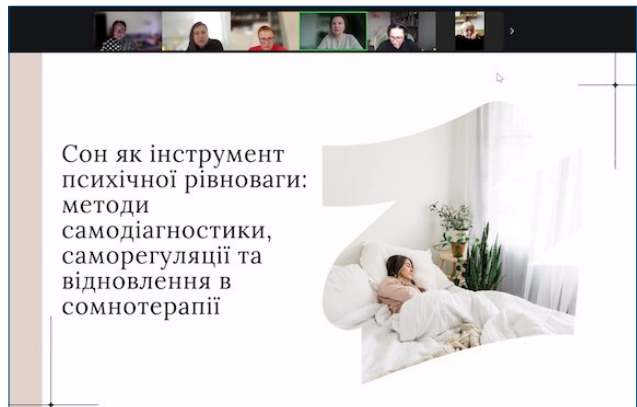 Сон як інструмент
психічної рівноваги:
методи
самодіагностики,
саморегуляції та
відновлення в
сомнотерапії